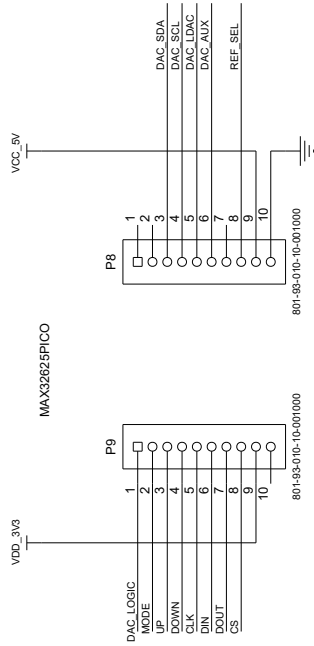 MAX32625PICO
VDD_3V3
P9
DAC_LOGIC 1
MODE 2
UP 3
DOWN 4
CLK 5
DIN 6
DOUT 7
CS 8
9
10
801-93-010-10-001000
VCC_5V
P8
1
2
3 DAC_SDA
4 DAC_SCL
5 DAC_LDAC
6 DAC_AUX
7
8 REF_SEL
9
10
801-93-010-10-001000